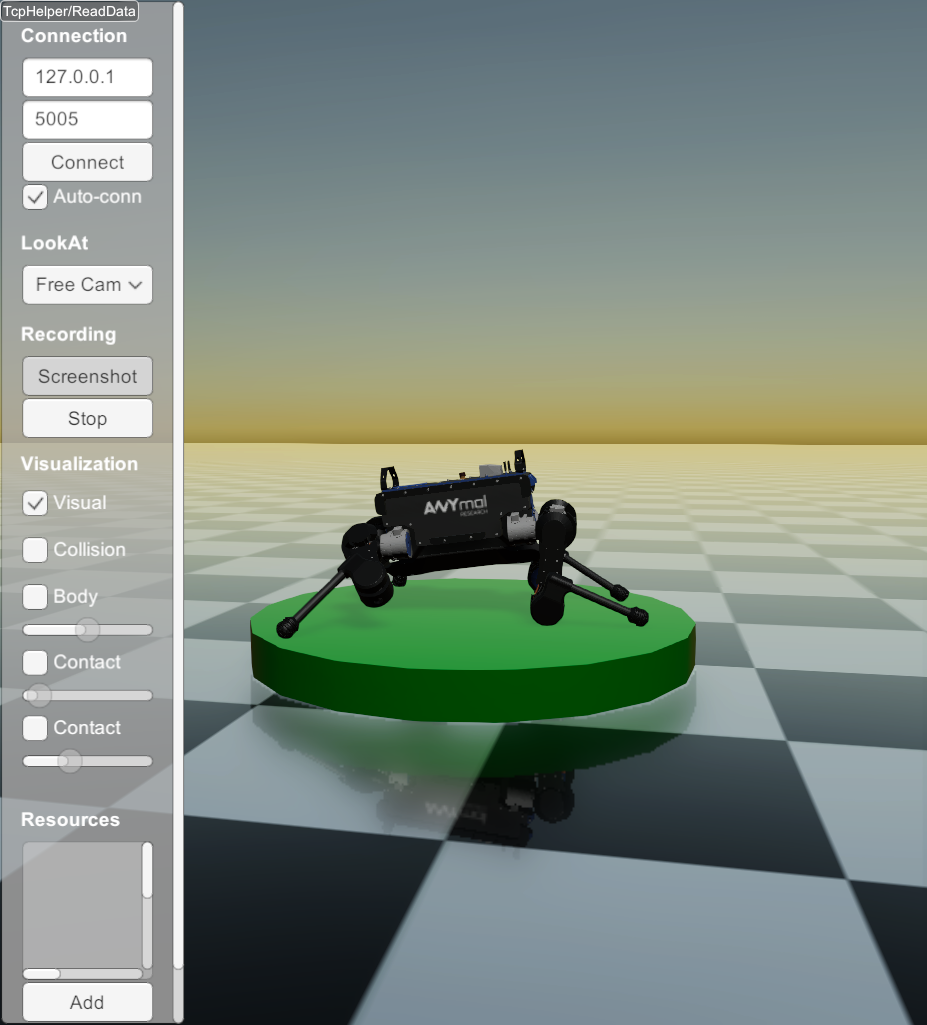 TcpHelper/ReadData
Connection
127.0.0.1
5005
Connect
Auto-conn
LookAt
Free Cam
Recording
Screenshot
Stop
Visualization
Visual
Collision
Body
Contact
Contact
Resources
Add
ANYmal
RESEARCH